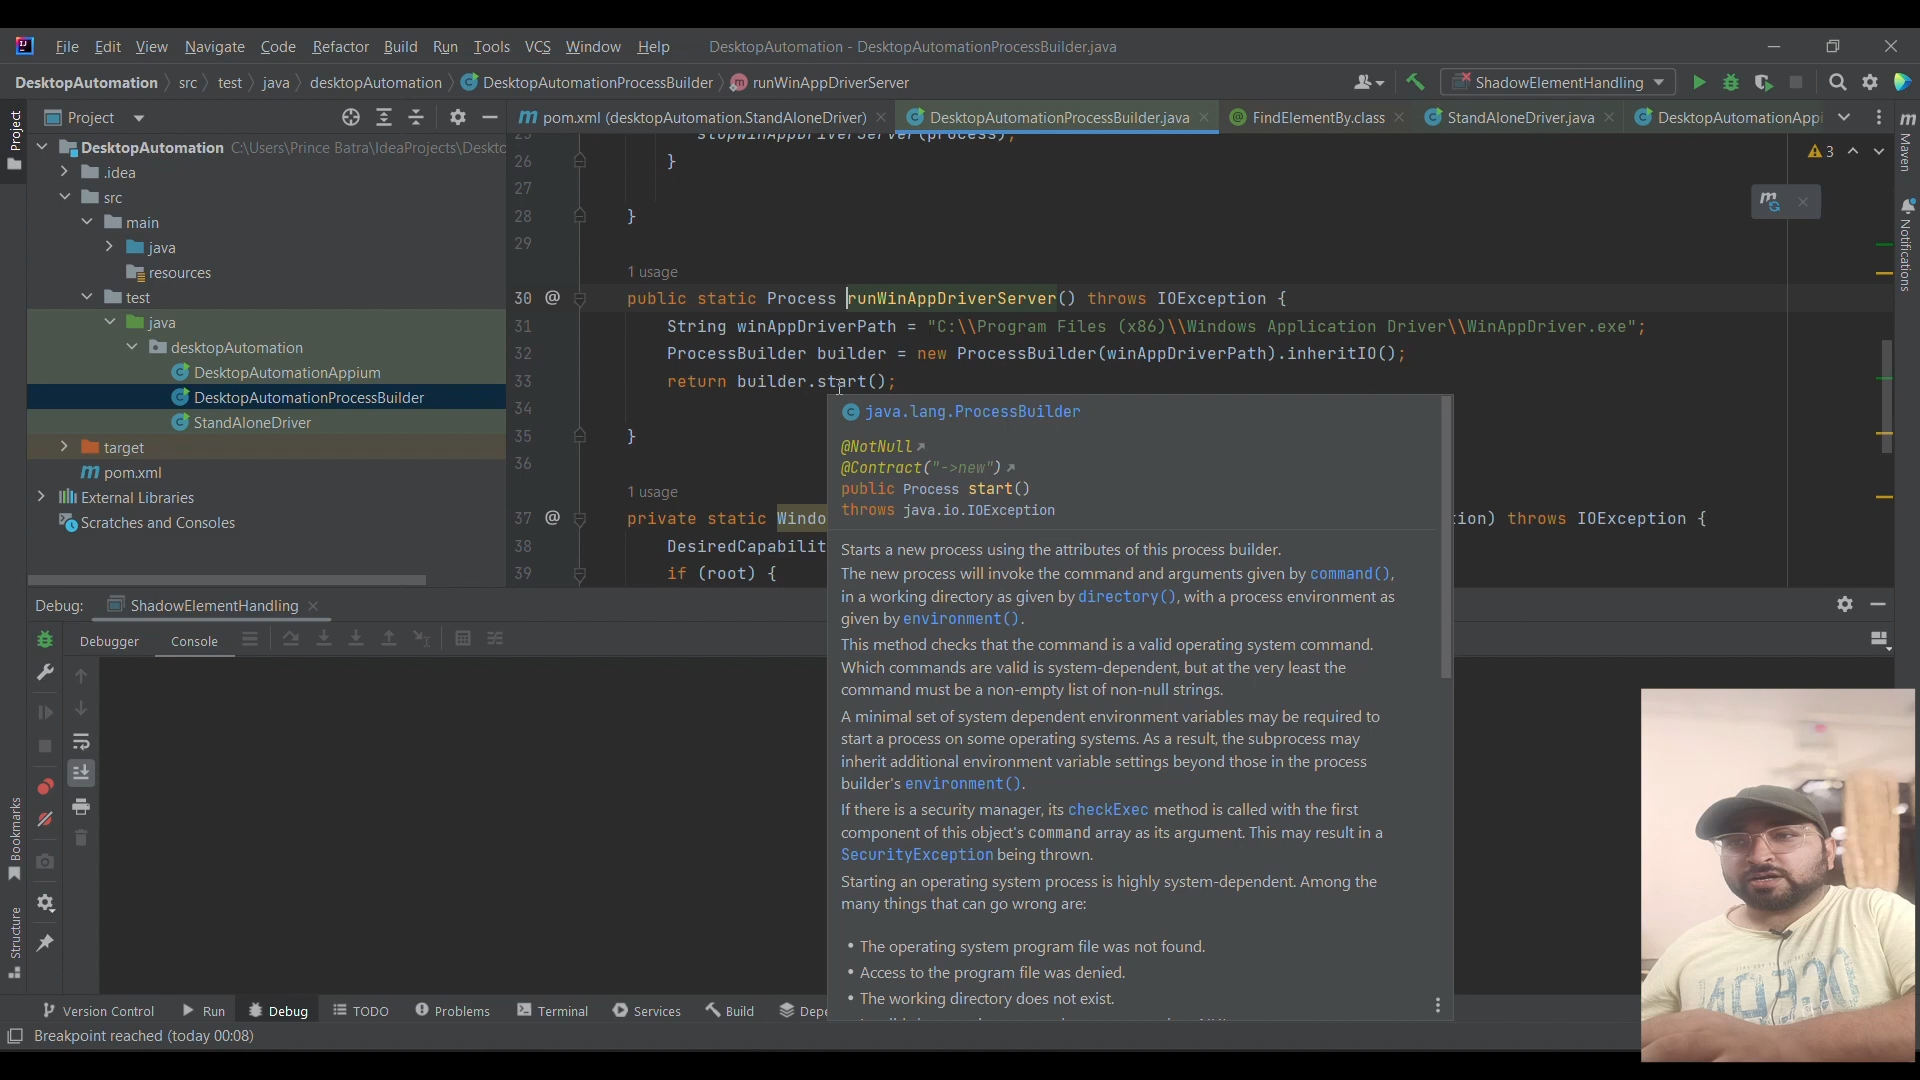 File Edit View Navigate Code Refactor Build Run Tools VCS Window Help DesktopAutomation - DesktopAutomationProcessBuilder.java
DesktopAutomation src test java desktopAutomation DesktopAutomationProcessBuilder runWinAppDriverServer ShadowElementHandling
Project
pom.xml (desktopAutomation.StandAloneDriver) DesktopAutomationProcessBuilder.java FindElementBy.class StandAloneDriver.java DesktopAutomationAppi
DesktopAutomation C:\Users\Prince Batra\IdeaProjects\Deskto
.idea
src
main
java
resources
test
java
desktopAutomation
DesktopAutomationAppium
DesktopAutomationProcessBuilder
StandAloneDriver
target
pom.xml
External Libraries
Scratches and Consoles
Project
Bookmarks
Structure
Maven
Notifications
3
25 stopWinAppDriverServer(process);
26 }
27
28 }
29
1 usage
30 @ public static Process runWinAppDriverServer() throws IOException {
31 String winAppDriverPath = "C:\\Program Files (x86)\\Windows Application Driver\\WinAppDriver.exe";
32 ProcessBuilder builder = new ProcessBuilder(winAppDriverPath).inheritIO();
33 return builder.start();
34
35 }
36
1 usage
37 @ private static Windo ion) throws IOException {
38 DesiredCapabilit
39 if (root) {
java.lang.ProcessBuilder
@NotNull
@Contract("->new")
public Process start()
throws java.io.IOException
Starts a new process using the attributes of this process builder.
The new process will invoke the command and arguments given by command(),
in a working directory as given by directory(), with a process environment as
given by environment().
This method checks that the command is a valid operating system command.
Which commands are valid is system-dependent, but at the very least the
command must be a non-empty list of non-null strings.
A minimal set of system dependent environment variables may be required to
start a process on some operating systems. As a result, the subprocess may
inherit additional environment variable settings beyond those in the process
builder's environment().
If there is a security manager, its checkExec method is called with the first
component of this object's command array as its argument. This may result in a
SecurityException being thrown.
Starting an operating system process is highly system-dependent. Among the
many things that can go wrong are:
• The operating system program file was not found.
• Access to the program file was denied.
• The working directory does not exist.
Debug: ShadowElementHandling
Debugger Console
Version Control Run Debug TODO Problems Terminal Services Build Depe
Breakpoint reached (today 00:08)